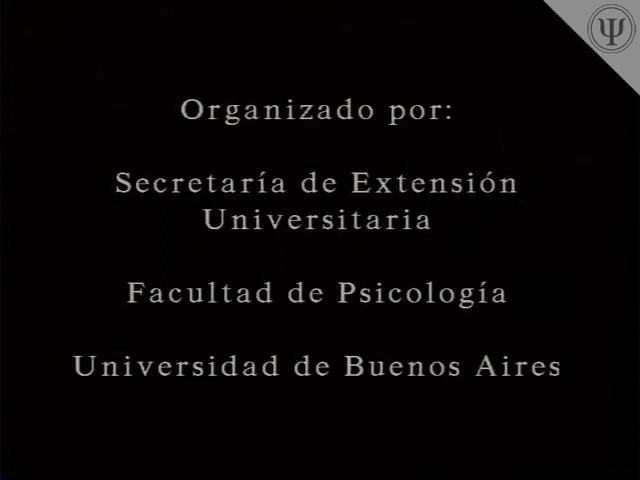 Ψ
Organizado por:
Secretaría de Extensión
Universitaria
Facultad de Psicología
Universidad de Buenos Aires